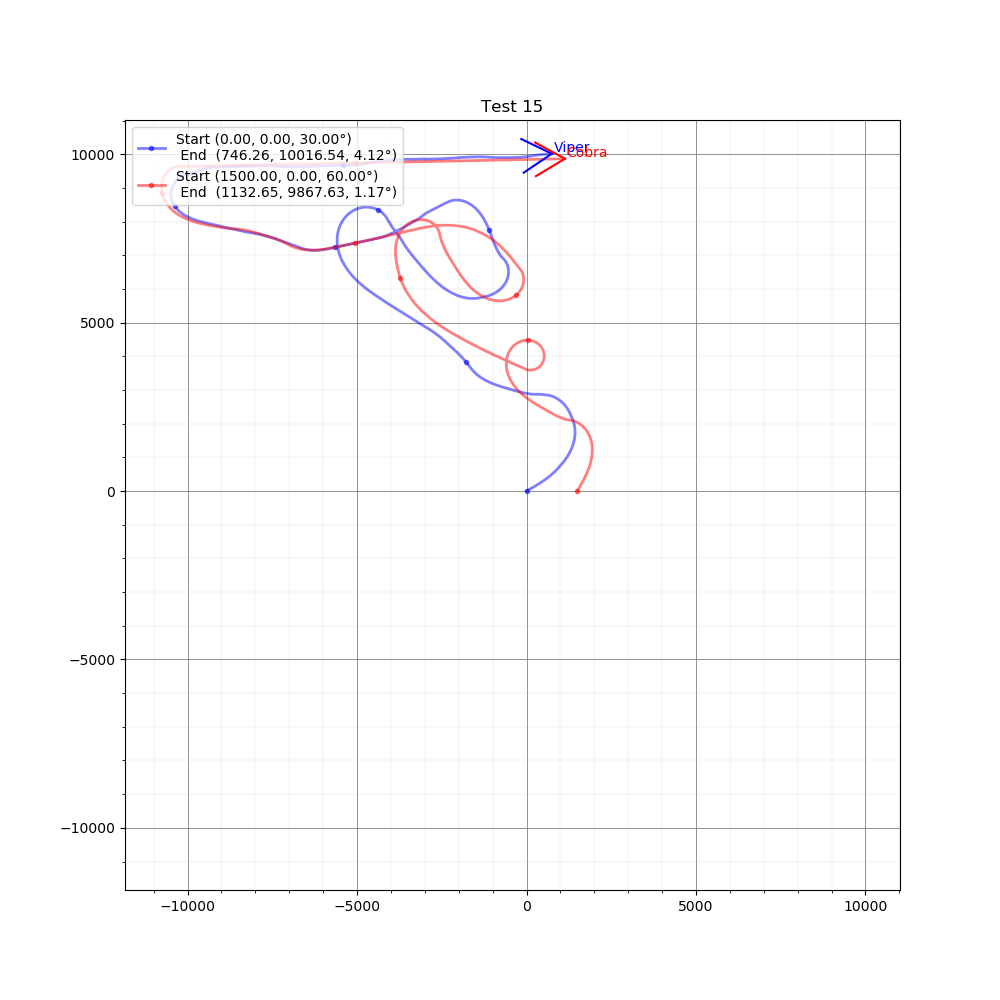 Test 15
Start (0.00, 0.00, 30.00°)
End (746.26, 10016.54, 4.12°)
Start (1500.00, 0.00, 60.00°)
End (1132.65, 9867.63, 1.17°)
Viper
Cobra
10000
5000
0
−5000
−10000
−10000
−5000
0
5000
10000